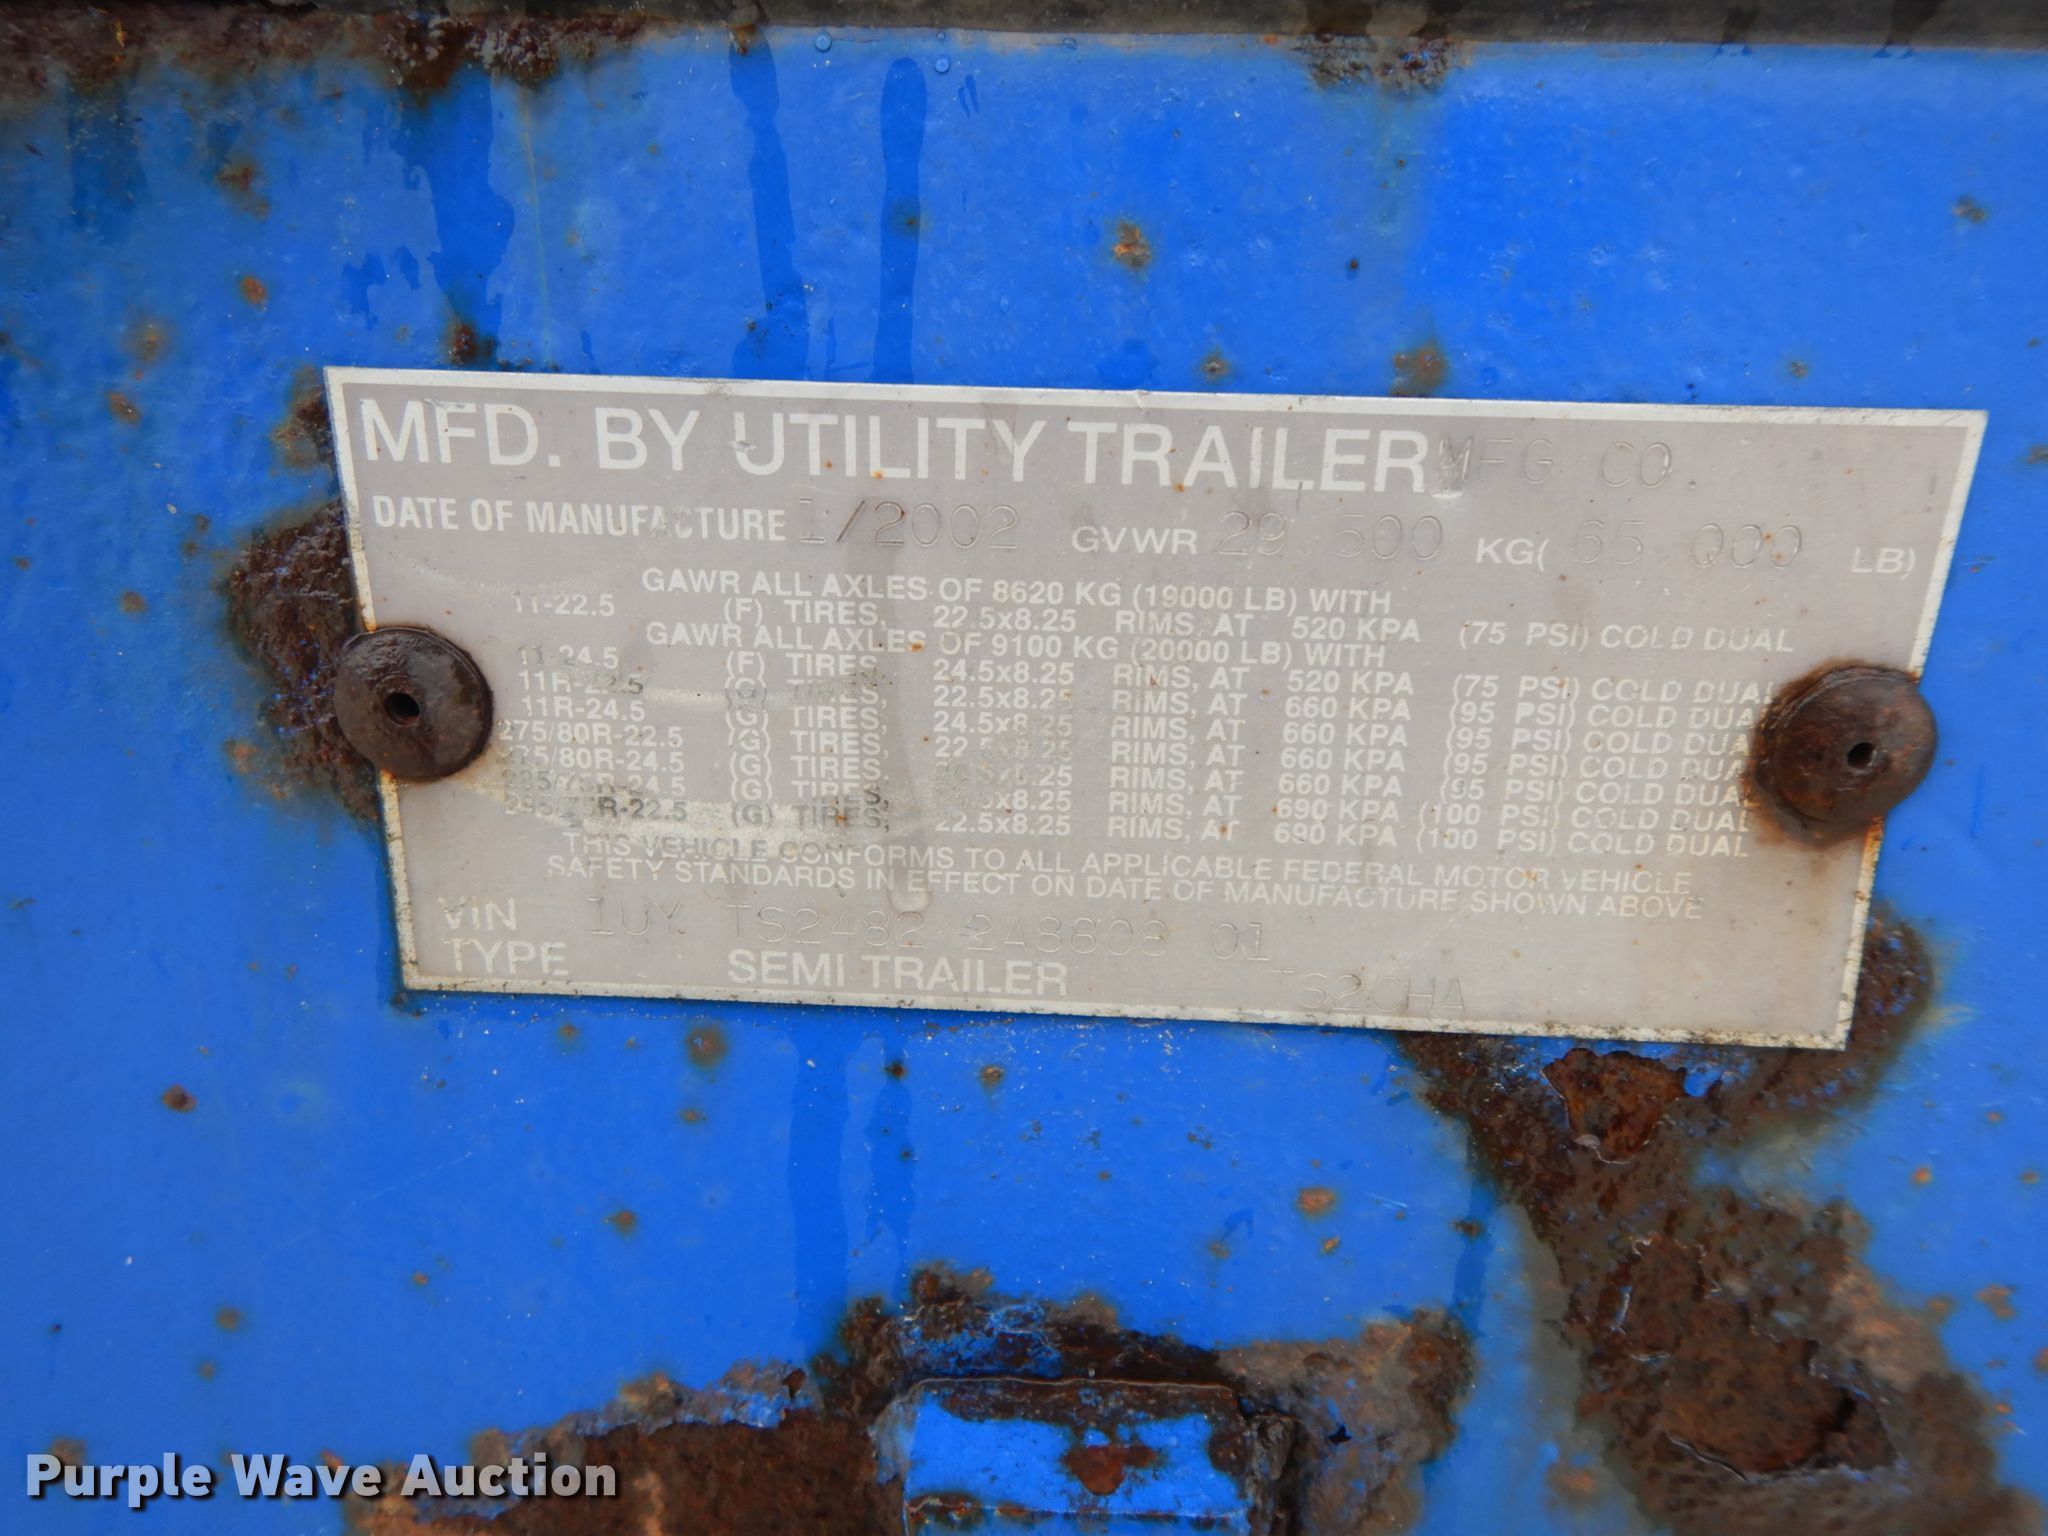 MFD. BY UTILITY TRAILER MFG CO.
DATE OF MANUFACTURE 1/2002 GVWR 29 500 KG( 65,000 LB)
GAWR ALL AXLES OF 8620 KG (19000 LB) WITH
11-22.5 (F) TIRES, 22.5x8.25 RIMS, AT 520 KPA (75 PSI) COLD DUAL
GAWR ALL AXLES OF 9100 KG (20000 LB) WITH
11-24.5 (F) TIRES, 24.5x8.25 RIMS, AT 520 KPA (75 PSI) COLD DUAL
11R-22.5 (G) TIRES, 22.5x8.25 RIMS, AT 660 KPA (95 PSI) COLD DUAL
11R-24.5 (G) TIRES, 24.5x8.25 RIMS, AT 660 KPA (95 PSI) COLD DUAL
275/80R-22.5 (G) TIRES, 22.5x8.25 RIMS, AT 660 KPA (95 PSI) COLD DUAL
275/80R-24.5 (G) TIRES, 24.5x8.25 RIMS, AT 660 KPA (95 PSI) COLD DUAL
(G) TIRES, RIMS, AT 690 KPA (100 PSI) COLD DUAL
(G) TIRES, 22.5x8.25 RIMS, AT 690 KPA (100 PSI) COLD DUAL
THIS VEHICLE CONFORMS TO ALL APPLICABLE FEDERAL MOTOR VEHICLE
SAFETY STANDARDS IN EFFECT ON DATE OF MANUFACTURE SHOWN ABOVE
VIN 1UY TS2482 2A8808 01
TYPE SEMI TRAILER TS2CHA
Purple Wave Auction